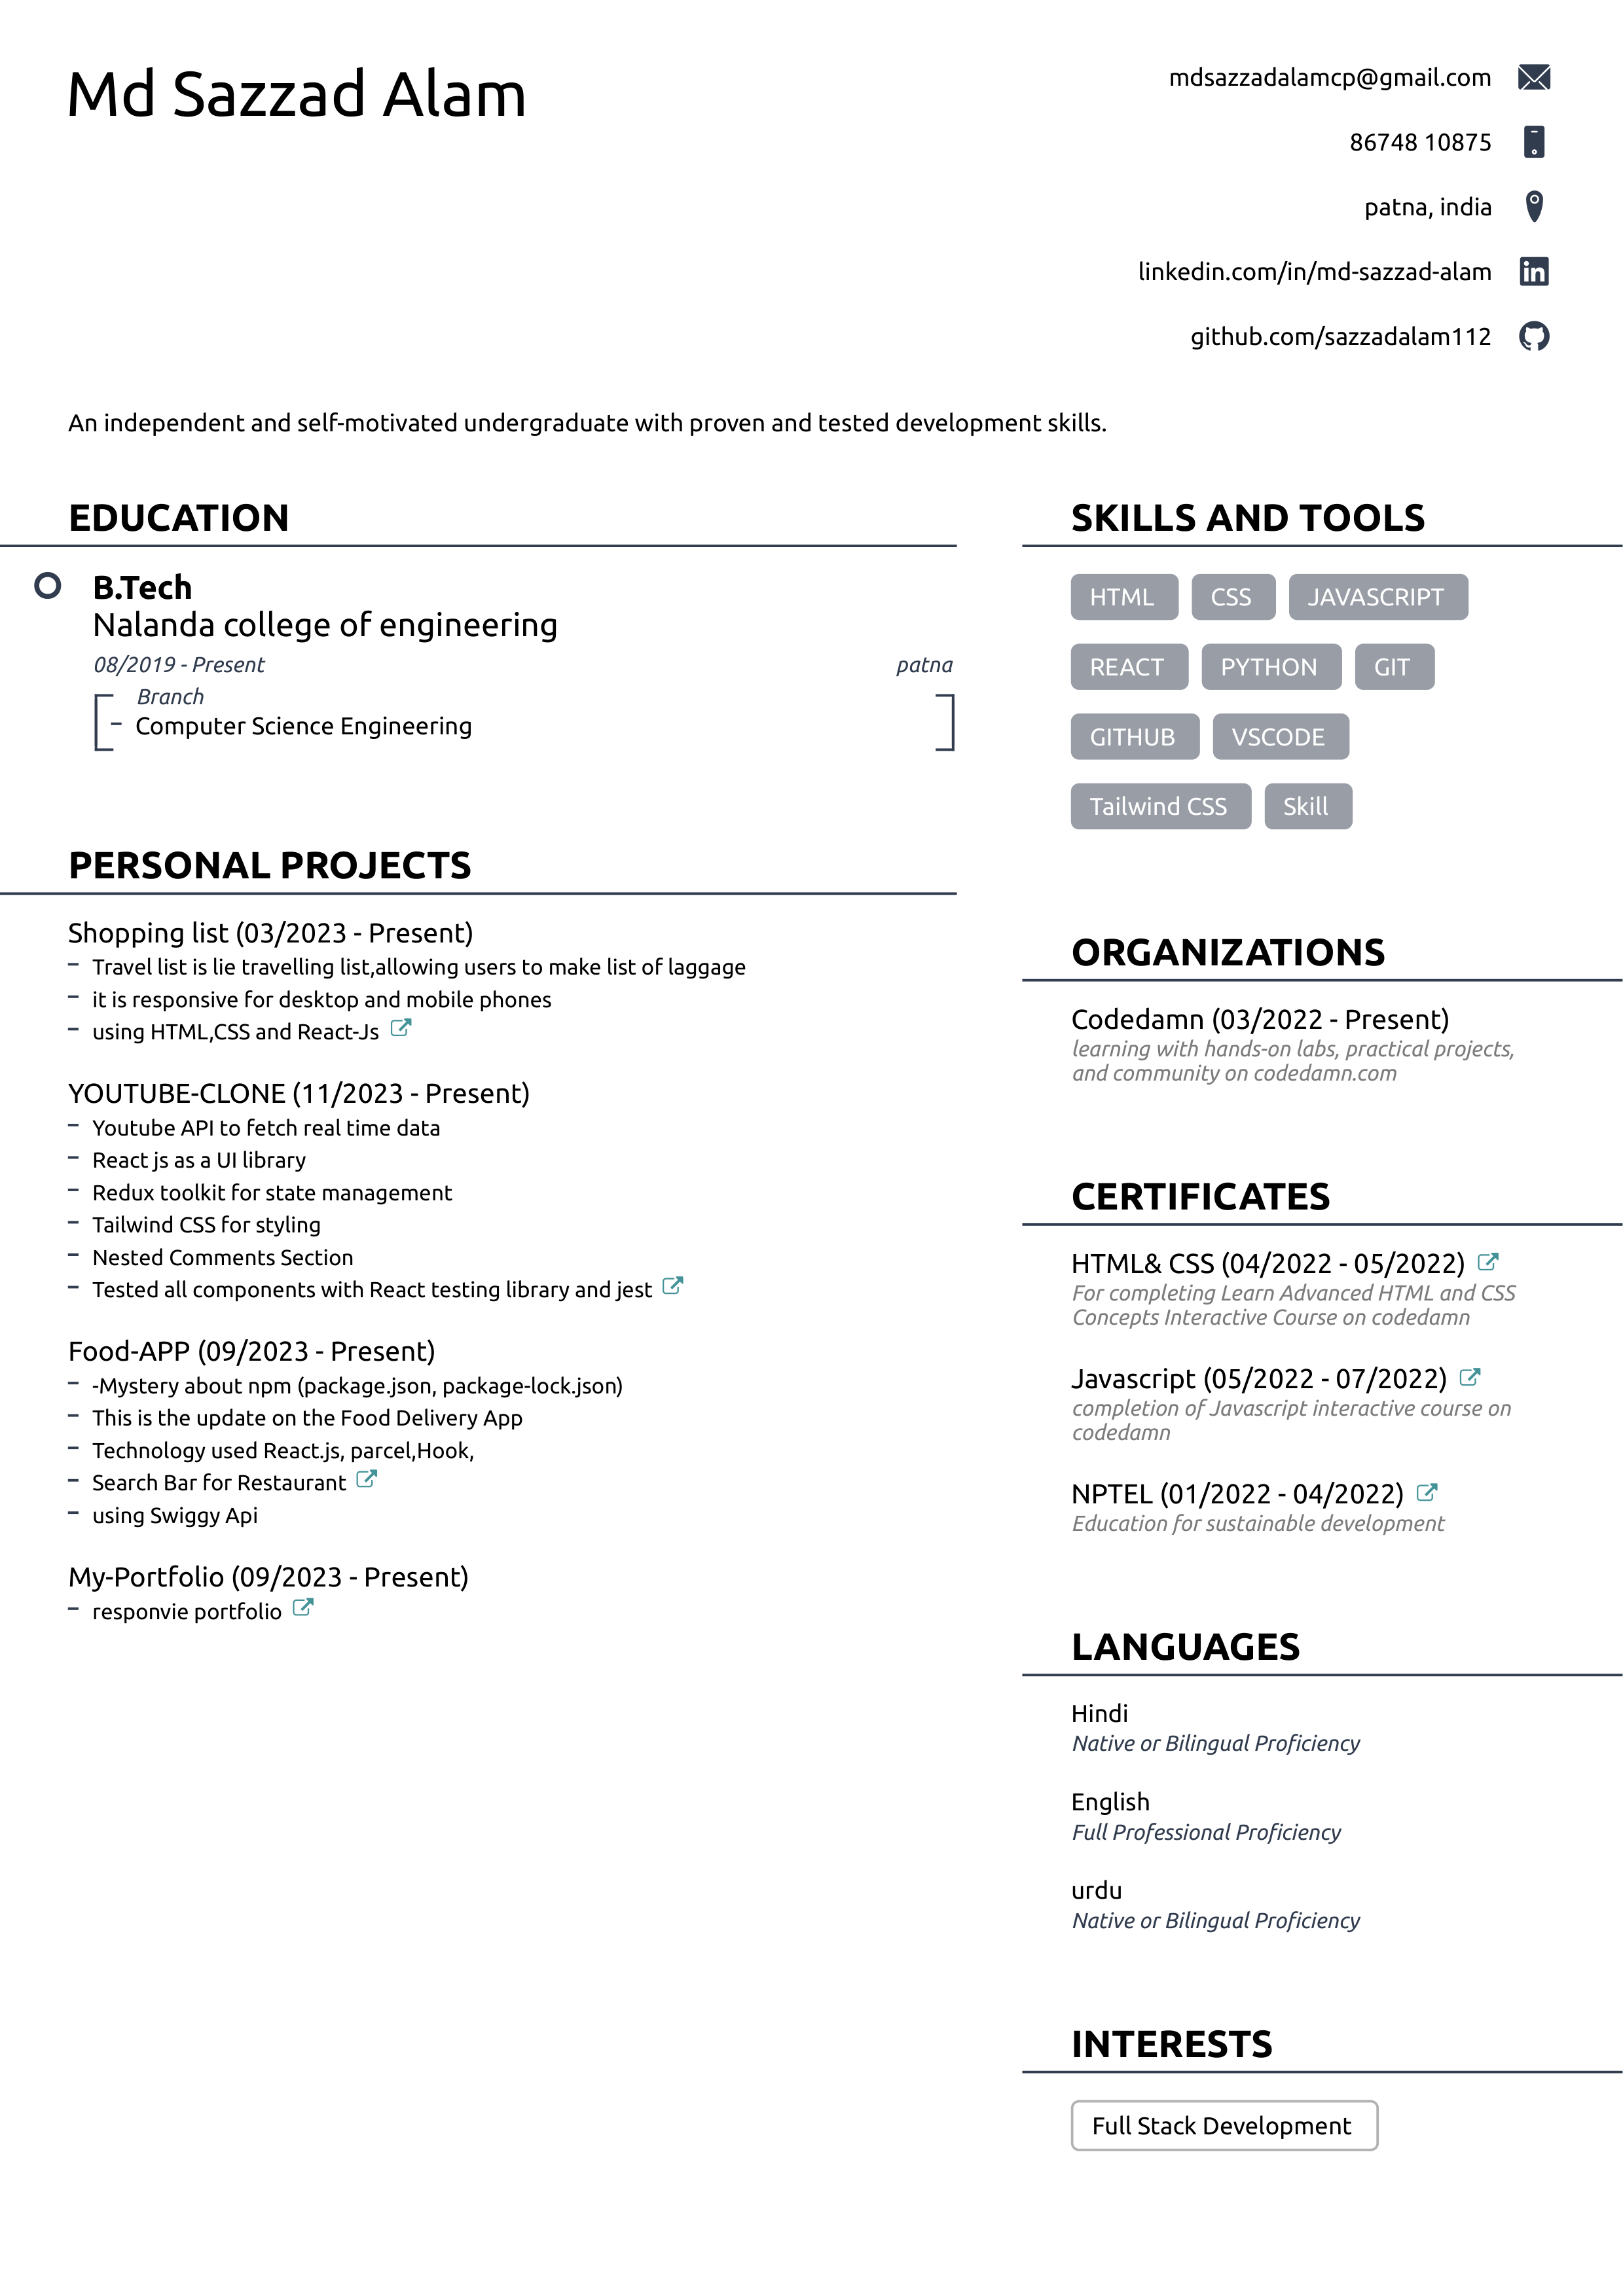 Md Sazzad Alam
mdsazzadalamcp@gmail.com
86748 10875
patna, india
linkedin.com/in/md-sazzad-alam
github.com/sazzadalam112
An independent and self-motivated undergraduate with proven and tested development skills.
EDUCATION
B.Tech
Nalanda college of engineering
08/2019 - Present patna
Branch
– Computer Science Engineering
PERSONAL PROJECTS
Shopping list (03/2023 - Present)
– Travel list is lie travelling list,allowing users to make list of laggage
– it is responsive for desktop and mobile phones
– using HTML,CSS and React-Js
YOUTUBE-CLONE (11/2023 - Present)
– Youtube API to fetch real time data
– React js as a UI library
– Redux toolkit for state management
– Tailwind CSS for styling
– Nested Comments Section
– Tested all components with React testing library and jest
Food-APP (09/2023 - Present)
– -Mystery about npm (package.json, package-lock.json)
– This is the update on the Food Delivery App
– Technology used React.js, parcel,Hook,
– Search Bar for Restaurant
– using Swiggy Api
My-Portfolio (09/2023 - Present)
– responvie portfolio
SKILLS AND TOOLS
HTML CSS JAVASCRIPT
REACT PYTHON GIT
GITHUB VSCODE
Tailwind CSS Skill
ORGANIZATIONS
Codedamn (03/2022 - Present)
learning with hands-on labs, practical projects,
and community on codedamn.com
CERTIFICATES
HTML& CSS (04/2022 - 05/2022)
For completing Learn Advanced HTML and CSS
Concepts Interactive Course on codedamn
Javascript (05/2022 - 07/2022)
completion of Javascript interactive course on
codedamn
NPTEL (01/2022 - 04/2022)
Education for sustainable development
LANGUAGES
Hindi
Native or Bilingual Proficiency
English
Full Professional Proficiency
urdu
Native or Bilingual Proficiency
INTERESTS
Full Stack Development